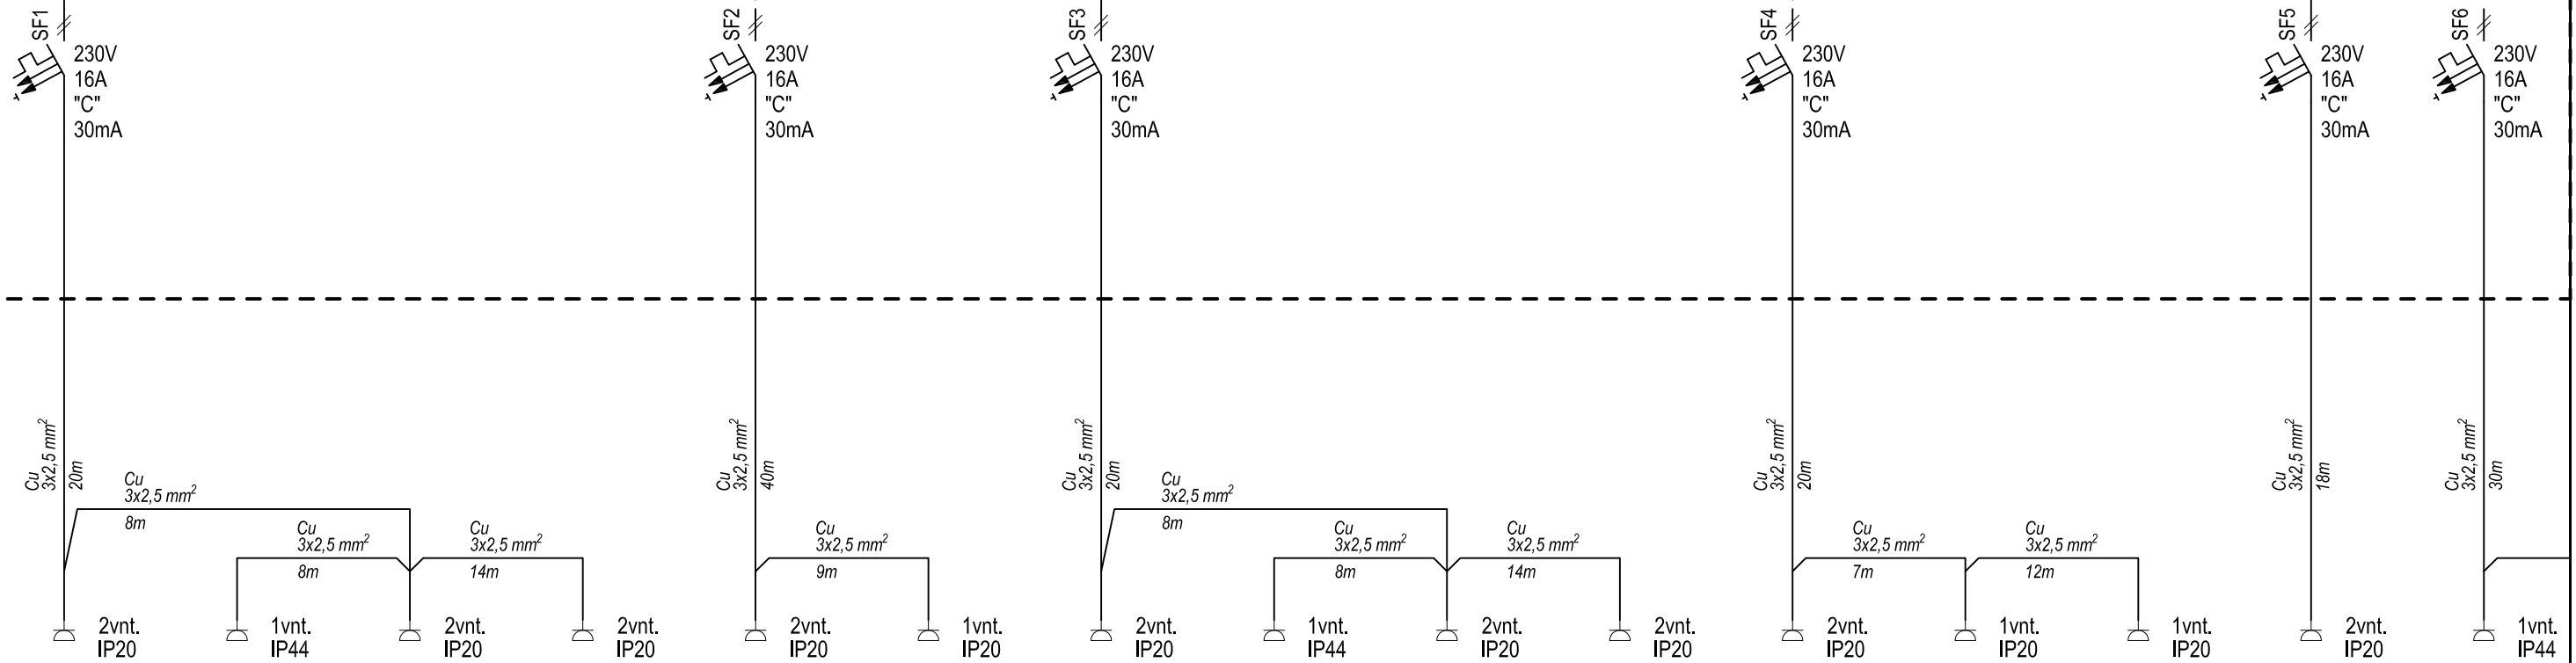 SF1
230V
16A
"C"
30mA
SF2
230V
16A
"C"
30mA
SF3
230V
16A
"C"
30mA
SF4
230V
16A
"C"
30mA
SF5
230V
16A
"C"
30mA
SF6
230V
16A
"C"
30mA
Cu
3x2,5 mm²
20m
Cu
3x2,5 mm²
8m
Cu
3x2,5 mm²
8m
Cu
3x2,5 mm²
14m
Cu
3x2,5 mm²
40m
Cu
3x2,5 mm²
9m
Cu
3x2,5 mm²
20m
Cu
3x2,5 mm²
8m
Cu
3x2,5 mm²
8m
Cu
3x2,5 mm²
14m
Cu
3x2,5 mm²
20m
Cu
3x2,5 mm²
7m
Cu
3x2,5 mm²
12m
Cu
3x2,5 mm²
18m
Cu
3x2,5 mm²
30m
2vnt.
IP20
1vnt.
IP44
2vnt.
IP20
2vnt.
IP20
2vnt.
IP20
1vnt.
IP20
2vnt.
IP20
1vnt.
IP44
2vnt.
IP20
2vnt.
IP20
2vnt.
IP20
1vnt.
IP20
1vnt.
IP20
2vnt.
IP20
1vnt.
IP44